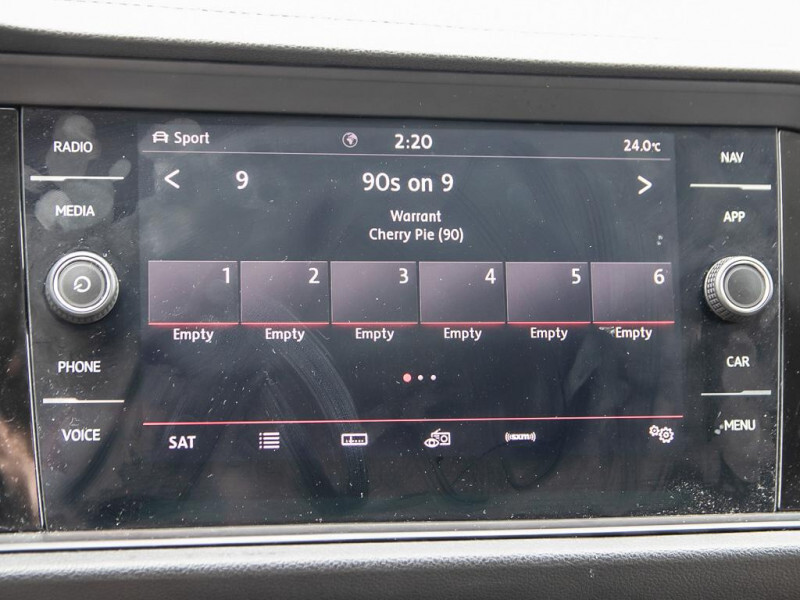 RADIO
MEDIA
PHONE
VOICE
Sport
2:20
24.0°C
9
90s on 9
Warrant
Cherry Pie (90)
1 2 3 4 5 6
Empty Empty Empty Empty Empty Empty
SAT
sxm
NAV
APP
CAR
MENU